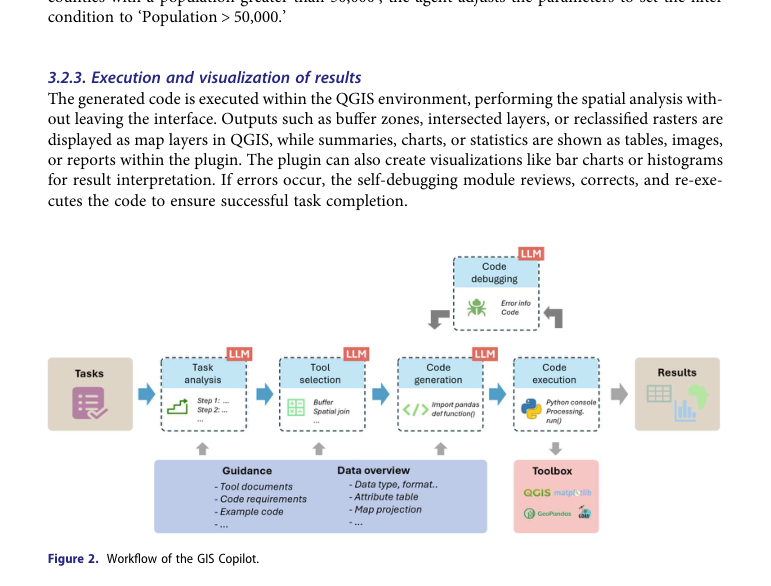 condition to ‘Population > 50,000.’
3.2.3. Execution and visualization of results
The generated code is executed within the QGIS environment, performing the spatial analysis with-
out leaving the interface. Outputs such as buffer zones, intersected layers, or reclassified rasters are
displayed as map layers in QGIS, while summaries, charts, or statistics are shown as tables, images,
or reports within the plugin. The plugin can also create visualizations like bar charts or histograms
for result interpretation. If errors occur, the self-debugging module reviews, corrects, and re-exe-
cutes the code to ensure successful task completion.
LLM
Code
debugging
Error info
Code
Tasks
LLM
Task
analysis
Step 1: ...
Step 2: ...
...
LLM
Tool
selection
Buffer
Spatial join
...
LLM
Code
generation
</>
Import pandas
def function()
Code
execution
Python console
Processing.
run()
Results
Guidance
- Tool documents
- Code requirements
- Example code
- ...
Data overview
- Data type, format..
- Attribute table
- Map projection
- ...
Toolbox
QGIS matplotlib
GeoPandas
Figure 2. Workflow of the GIS Copilot.